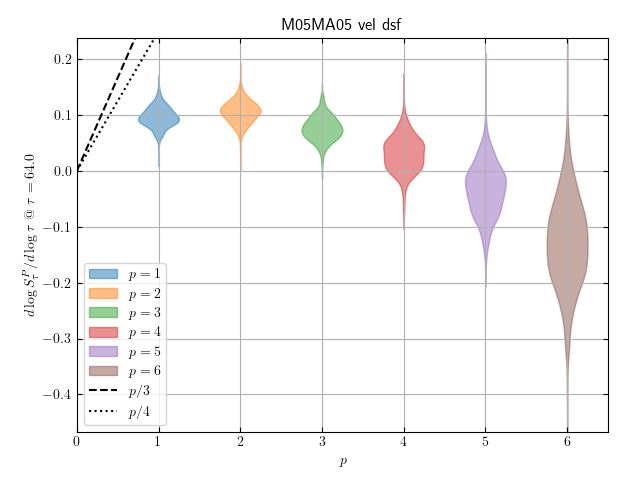 M05MA05 vel dsf
d log S_τ^P / d log τ @ τ = 64.0
0.2
0.1
0.0
−0.1
−0.2
−0.3
−0.4
p = 1
p = 2
p = 3
p = 4
p = 5
p = 6
p/3
p/4
0 1 2 3 4 5 6
p